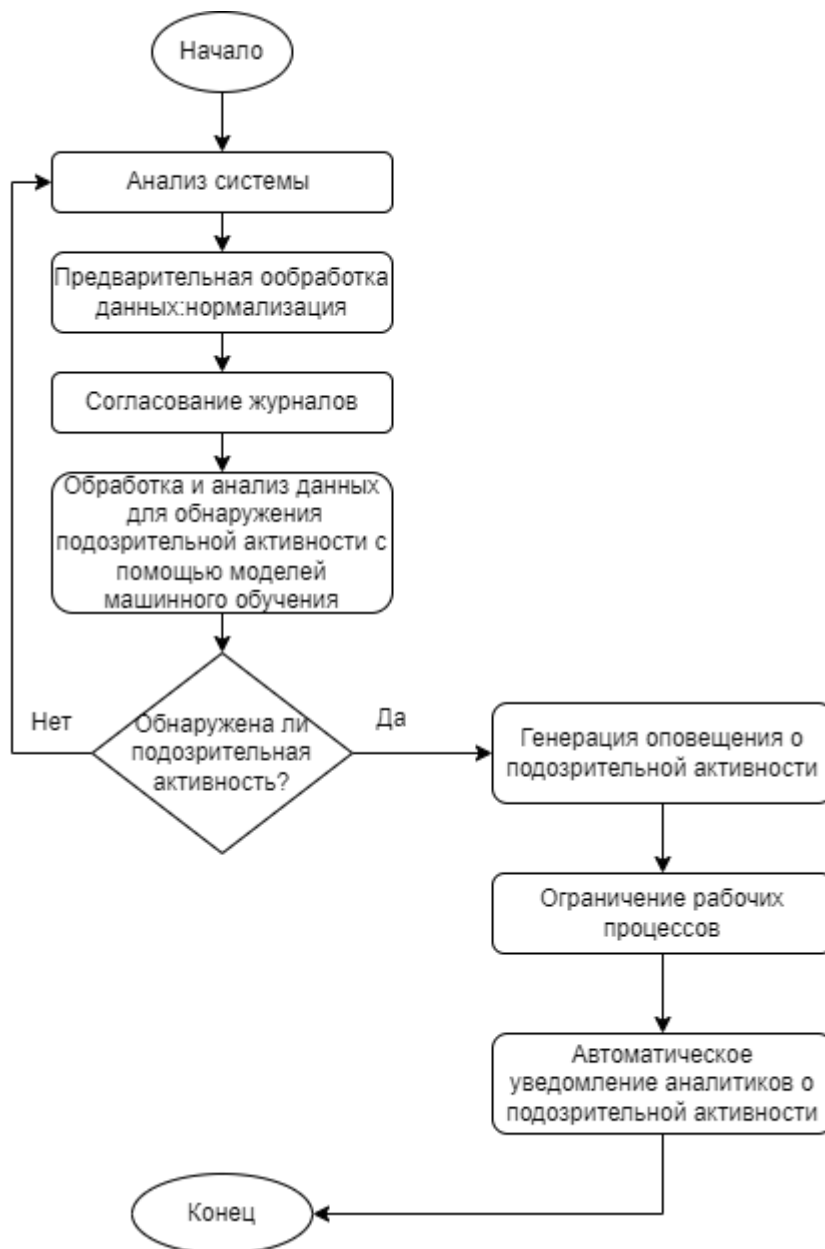 Начало
Анализ системы
Предварительная ообработка
данных:нормализация
Согласование журналов
Обработка и анализ данных
для обнаружения
подозрительной активности с
помощью моделей
машинного обучения
Нет
Обнаружена ли
подозрительная
активность?
Да
Генерация оповещения о
подозрительной активности
Ограничение рабочих
процессов
Автоматическое
уведомление аналитиков о
подозрительной активности
Конец